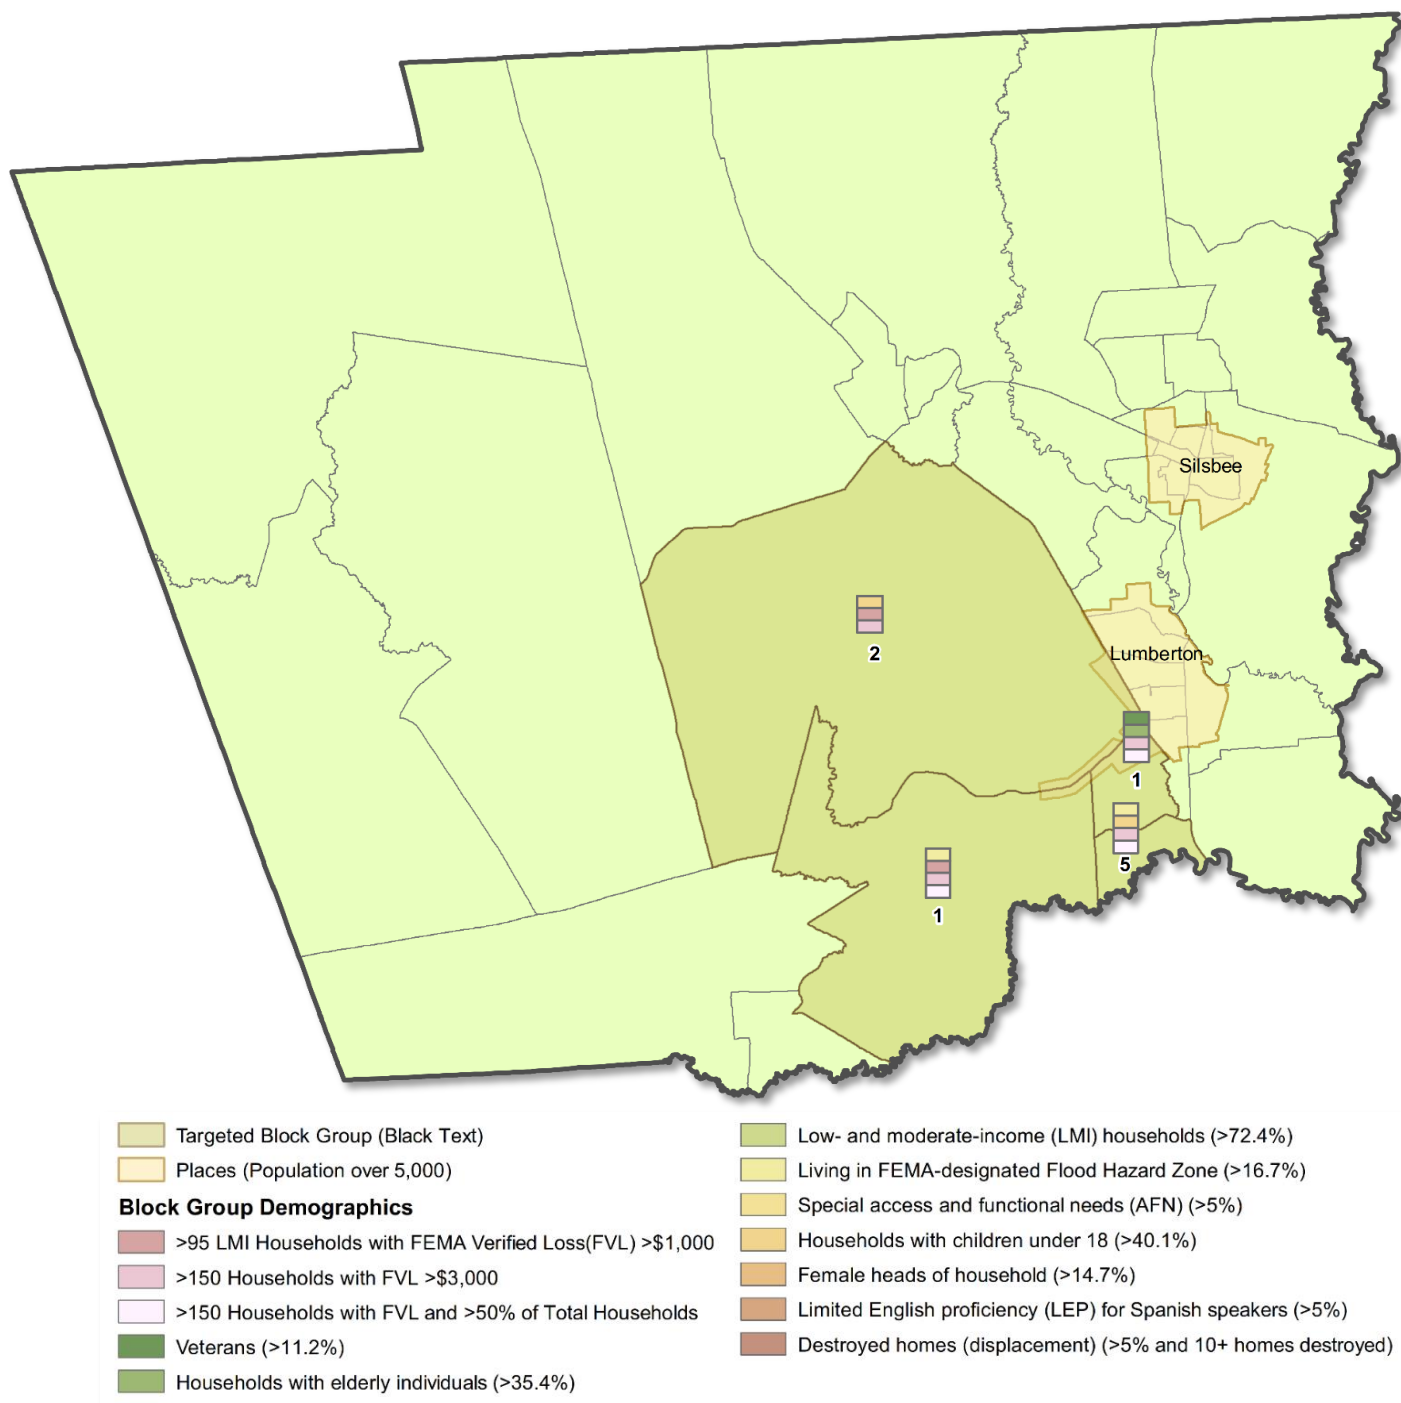 Silsbee
Lumberton
2
1
5
1
Targeted Block Group (Black Text)
Places (Population over 5,000)
Block Group Demographics
>95 LMI Households with FEMA Verified Loss(FVL) >$1,000
>150 Households with FVL >$3,000
>150 Households with FVL and >50% of Total Households
Veterans (>11.2%)
Households with elderly individuals (>35.4%)
Low- and moderate-income (LMI) households (>72.4%)
Living in FEMA-designated Flood Hazard Zone (>16.7%)
Special access and functional needs (AFN) (>5%)
Households with children under 18 (>40.1%)
Female heads of household (>14.7%)
Limited English proficiency (LEP) for Spanish speakers (>5%)
Destroyed homes (displacement) (>5% and 10+ homes destroyed)